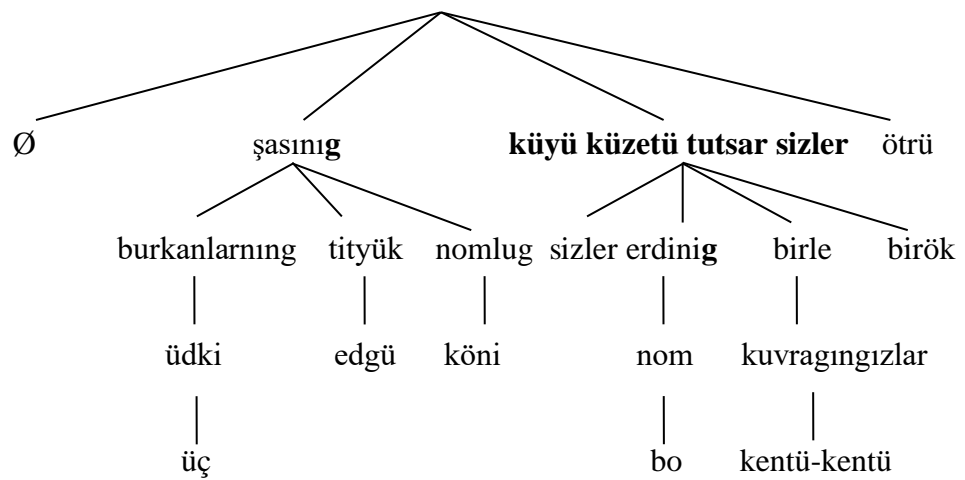 Ø şasınıg küyü küzetü tutsar sizler ötrü
burkanlarnıng tityük nomlug sizler erdinig birle birök
üdki edgü köni nom kuvragıngızlar
üç bo kentü-kentü